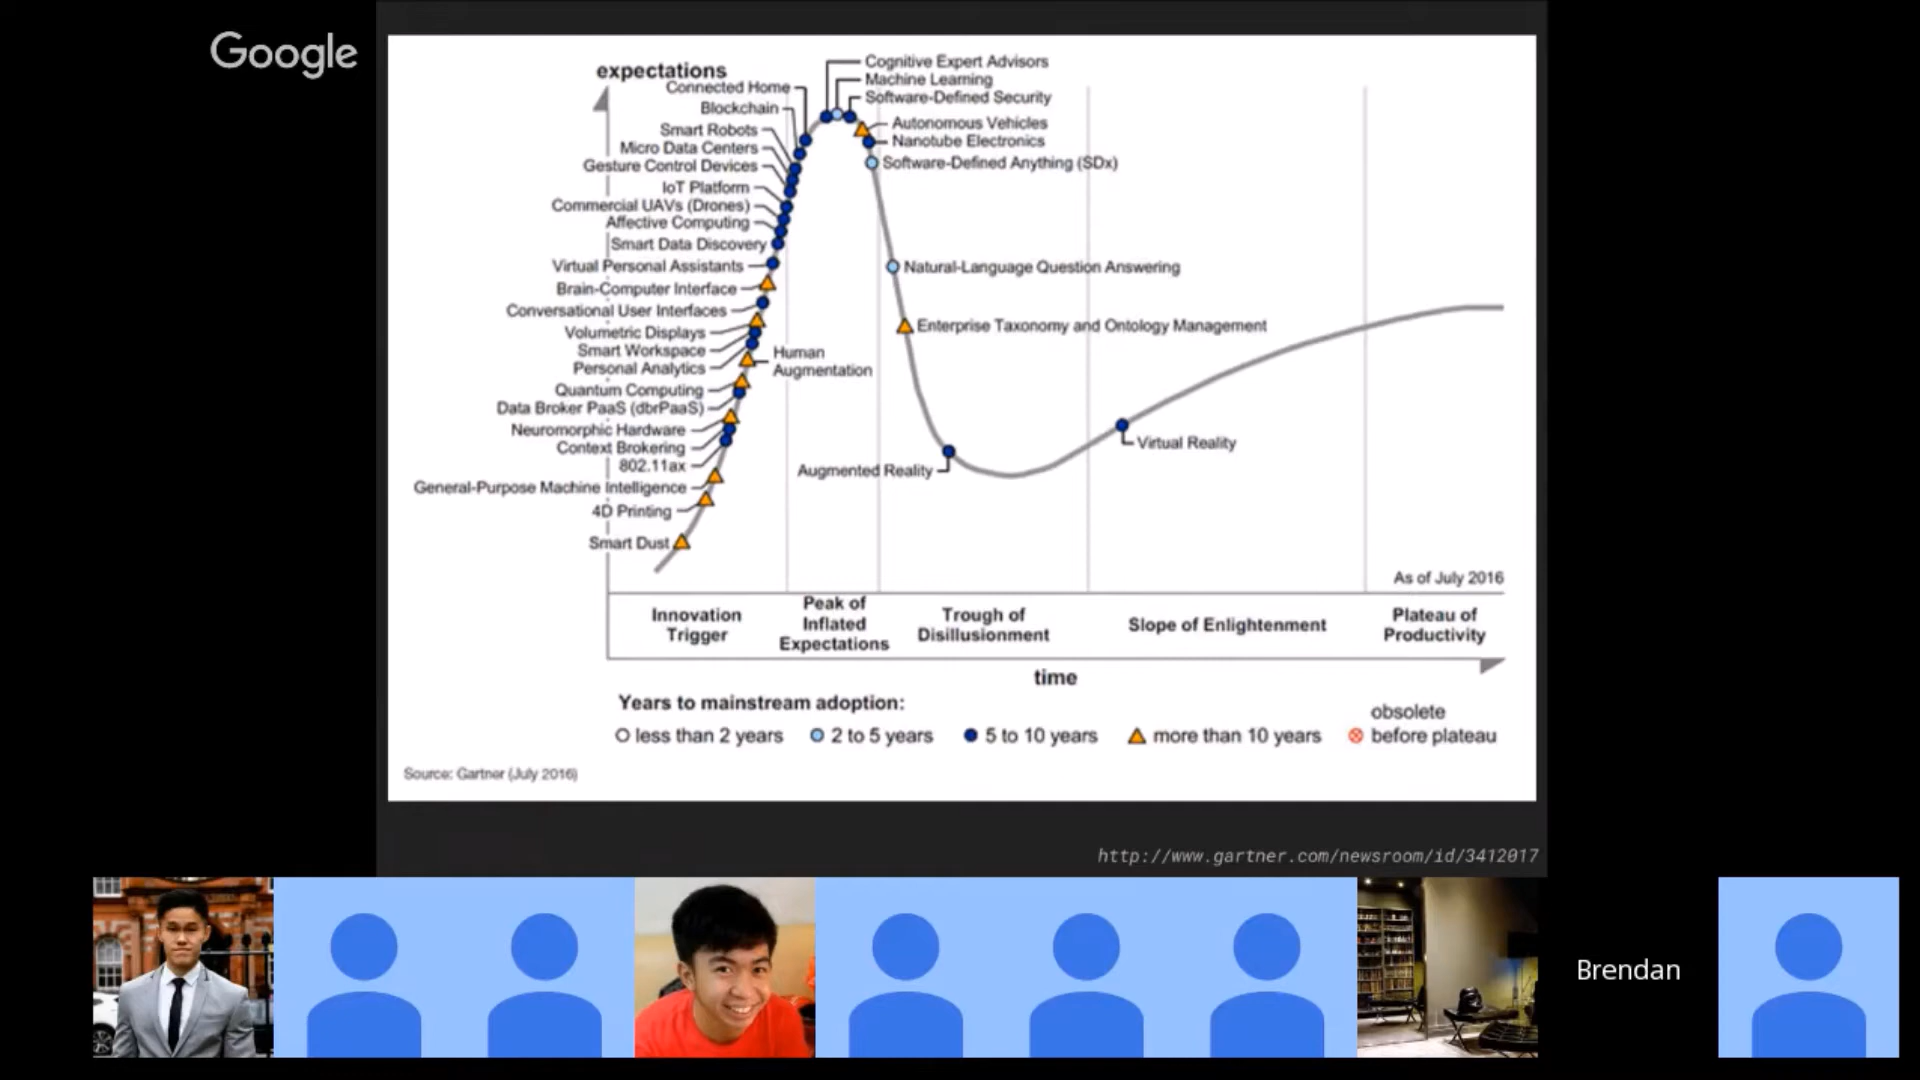 Google
expectations
Connected Home
Blockchain
Smart Robots
Micro Data Centers
Gesture Control Devices
IoT Platform
Commercial UAVs (Drones)
Affective Computing
Smart Data Discovery
Virtual Personal Assistants
Brain-Computer Interface
Conversational User Interfaces
Volumetric Displays
Smart Workspace
Personal Analytics
Quantum Computing
Data Broker PaaS (dbrPaaS)
Neuromorphic Hardware
Context Brokering
802.11ax
General-Purpose Machine Intelligence
4D Printing
Smart Dust
Human
Augmentation
Cognitive Expert Advisors
Machine Learning
Software-Defined Security
Autonomous Vehicles
Nanotube Electronics
Software-Defined Anything (SDx)
Natural-Language Question Answering
Enterprise Taxonomy and Ontology Management
Augmented Reality
Virtual Reality
As of July 2016
Innovation
Trigger
Peak of
Inflated
Expectations
Trough of
Disillusionment
Slope of Enlightenment
Plateau of
Productivity
time
Years to mainstream adoption:
less than 2 years
2 to 5 years
5 to 10 years
more than 10 years
obsolete
before plateau
Source: Gartner (July 2016)
http://www.gartner.com/newsroom/id/3412017
Brendan